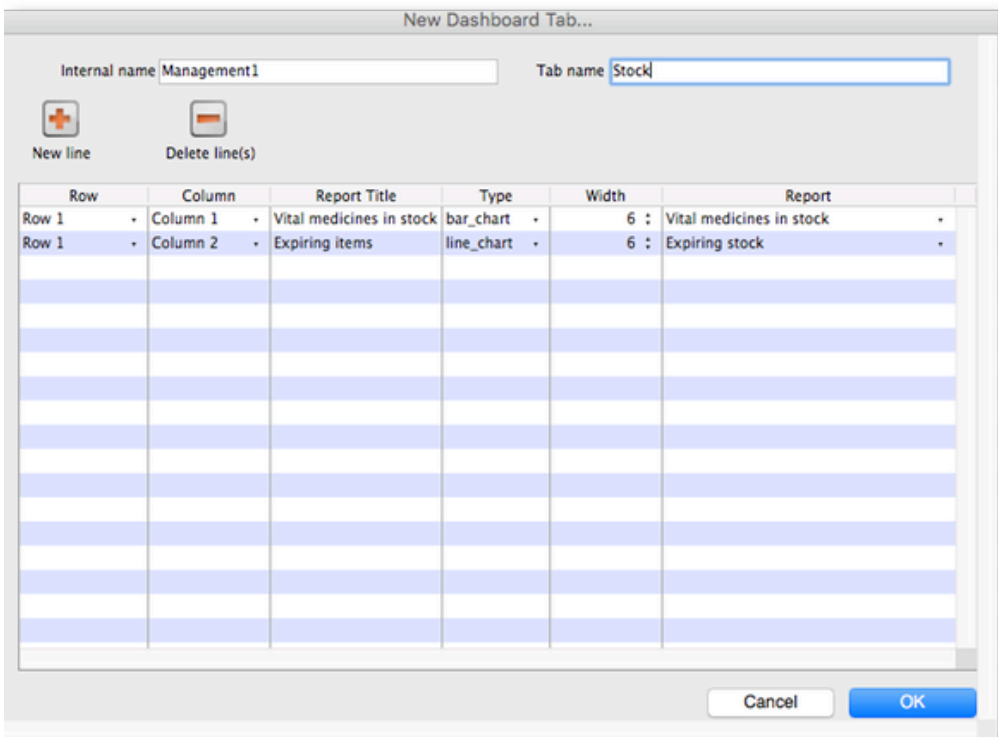 New Dashboard Tab...
Internal name Management1 Tab name Stock
New line Delete line(s)
Row Column Report Title Type Width Report
Row 1 Column 1 Vital medicines in stock bar_chart 6 Vital medicines in stock
Row 1 Column 2 Expiring items line_chart 6 Expiring stock
Cancel OK